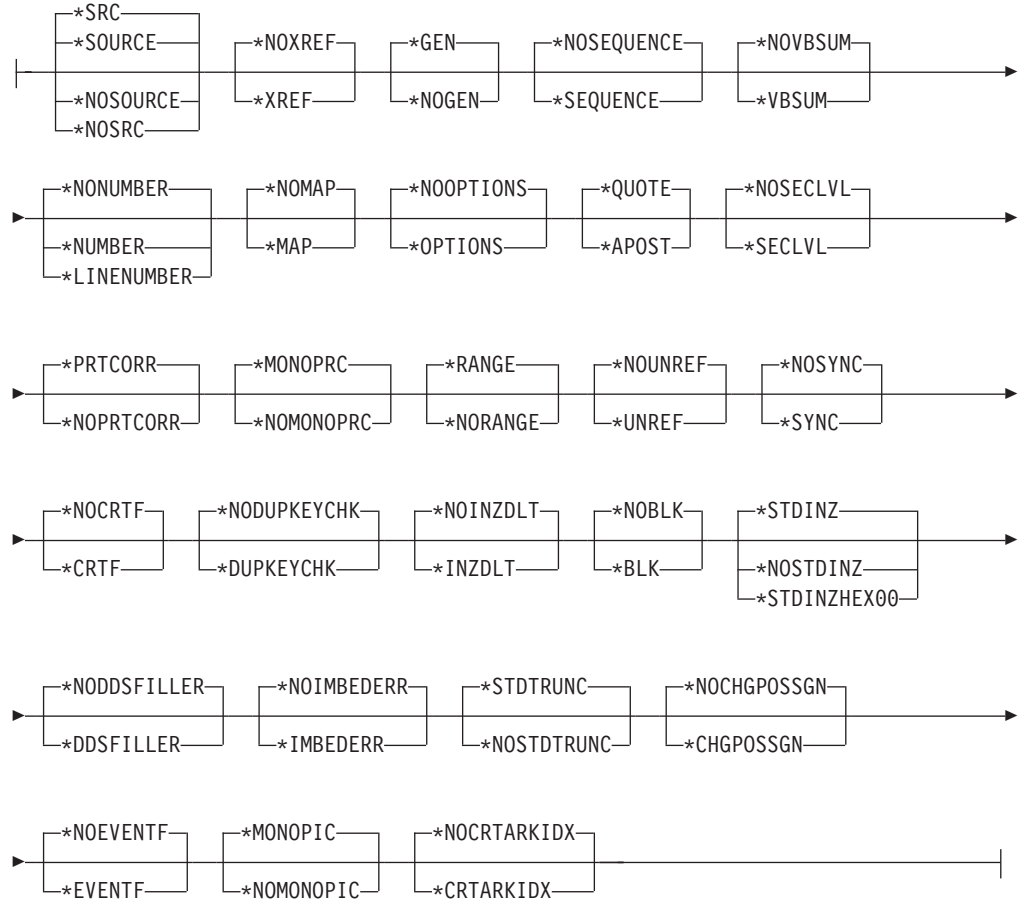 *SRC
*SOURCE *NOXREF *GEN *NOSEQUENCE *NOVBSUM
*NOSOURCE *XREF *NOGEN *SEQUENCE *VBSUM
*NOSRC
*NONUMBER *NOMAP *NOOPTIONS *QUOTE *NOSECLVL
*NUMBER *MAP *OPTIONS *APOST *SECLVL
*LINENUMBER
*PRTCORR *MONOPRC *RANGE *NOUNREF *NOSYNC
*NOPRTCORR *NOMONOPRC *NORANGE *UNREF *SYNC
*NOCRTF *NODUPKEYCHK *NOINZDLT *NOBLK *STDINZ
*CRTF *DUPKEYCHK *INZDLT *BLK *NOSTDINZ
*STDINZHEX00
*NODDSFILLER *NOIMBEDERR *STDTRUNC *NOCHGPOSSGN
*DDSFILLER *IMBEDERR *NOSTDTRUNC *CHGPOSSGN
*NOEVENTF *MONOPIC *NOCRTARKIDX
*EVENTF *NOMONOPIC *CRTARKIDX